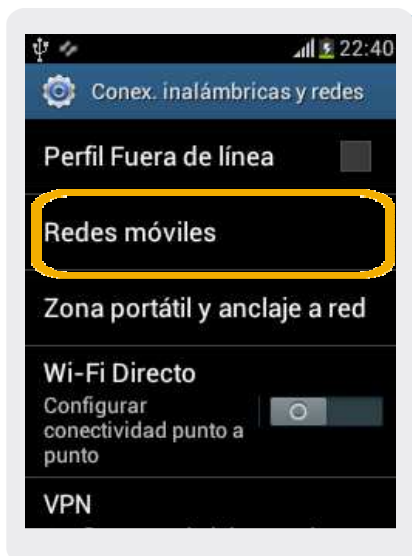 22:40
Conex. inalámbricas y redes
Perfil Fuera de línea
Redes móviles
Zona portátil y anclaje a red
Wi-Fi Directo
Configurar
conectividad punto a
punto
VPN